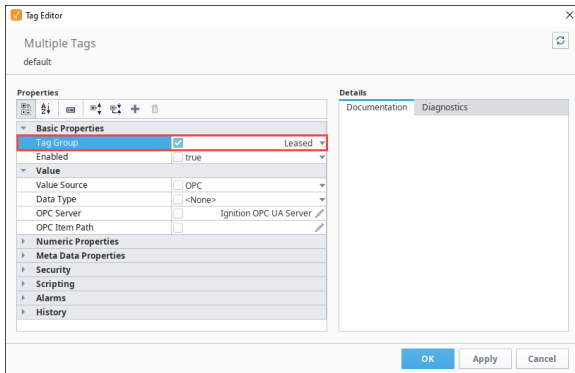 Tag Editor
Multiple Tags
default
Properties
Details
Documentation Diagnostics
Basic Properties
Tag Group Leased
Enabled true
Value
Value Source OPC
Data Type <None>
OPC Server Ignition OPC UA Server
OPC Item Path
Numeric Properties
Meta Data Properties
Security
Scripting
Alarms
History
OK Apply Cancel